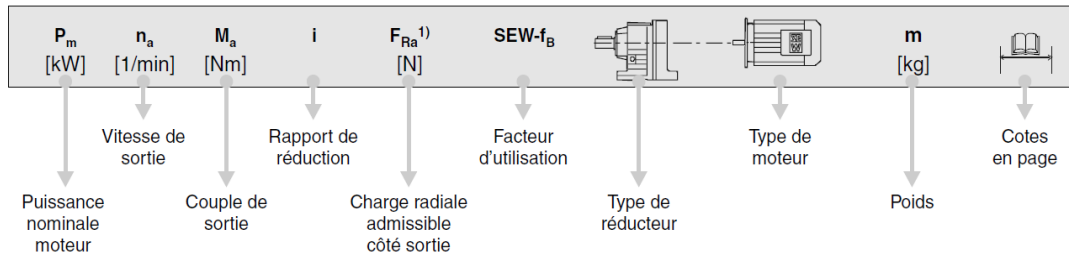 Pm na Ma i FRa1) SEW-fB m
[kW] [1/min] [Nm] [N] [kg]
SEW
Vitesse de
sortie
Rapport de
réduction
Facteur
d'utilisation
Type de
moteur
Cotes
en page
Puissance
nominale
moteur
Couple de
sortie
Charge radiale
admissible
côté sortie
Type de
réducteur
Poids